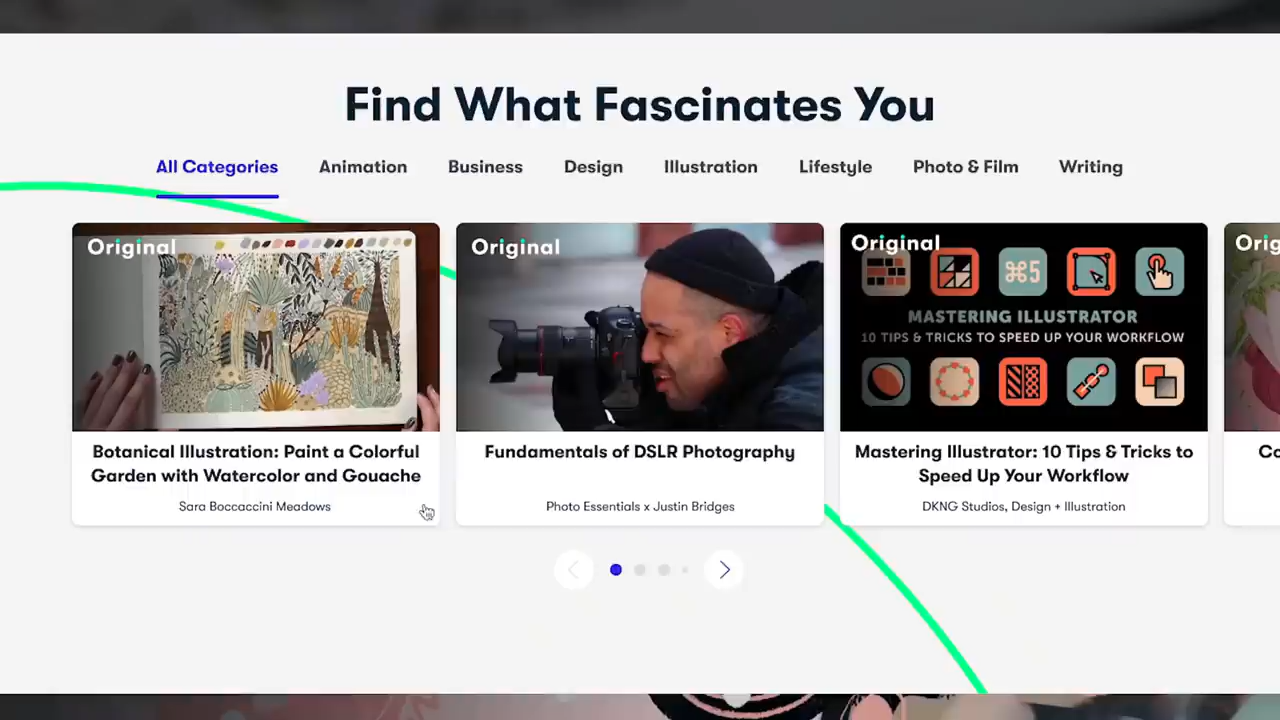 Find What Fascinates You
All Categories Animation Business Design Illustration Lifestyle Photo & Film Writing
Original
Original
Original
⌘5
MASTERING ILLUSTRATOR
10 TIPS & TRICKS TO SPEED UP YOUR WORKFLOW
Botanical Illustration: Paint a Colorful
Garden with Watercolor and Gouache
Sara Boccaccini Meadows
Fundamentals of DSLR Photography
Photo Essentials x Justin Bridges
Mastering Illustrator: 10 Tips & Tricks to
Speed Up Your Workflow
DKNG Studios, Design + Illustration